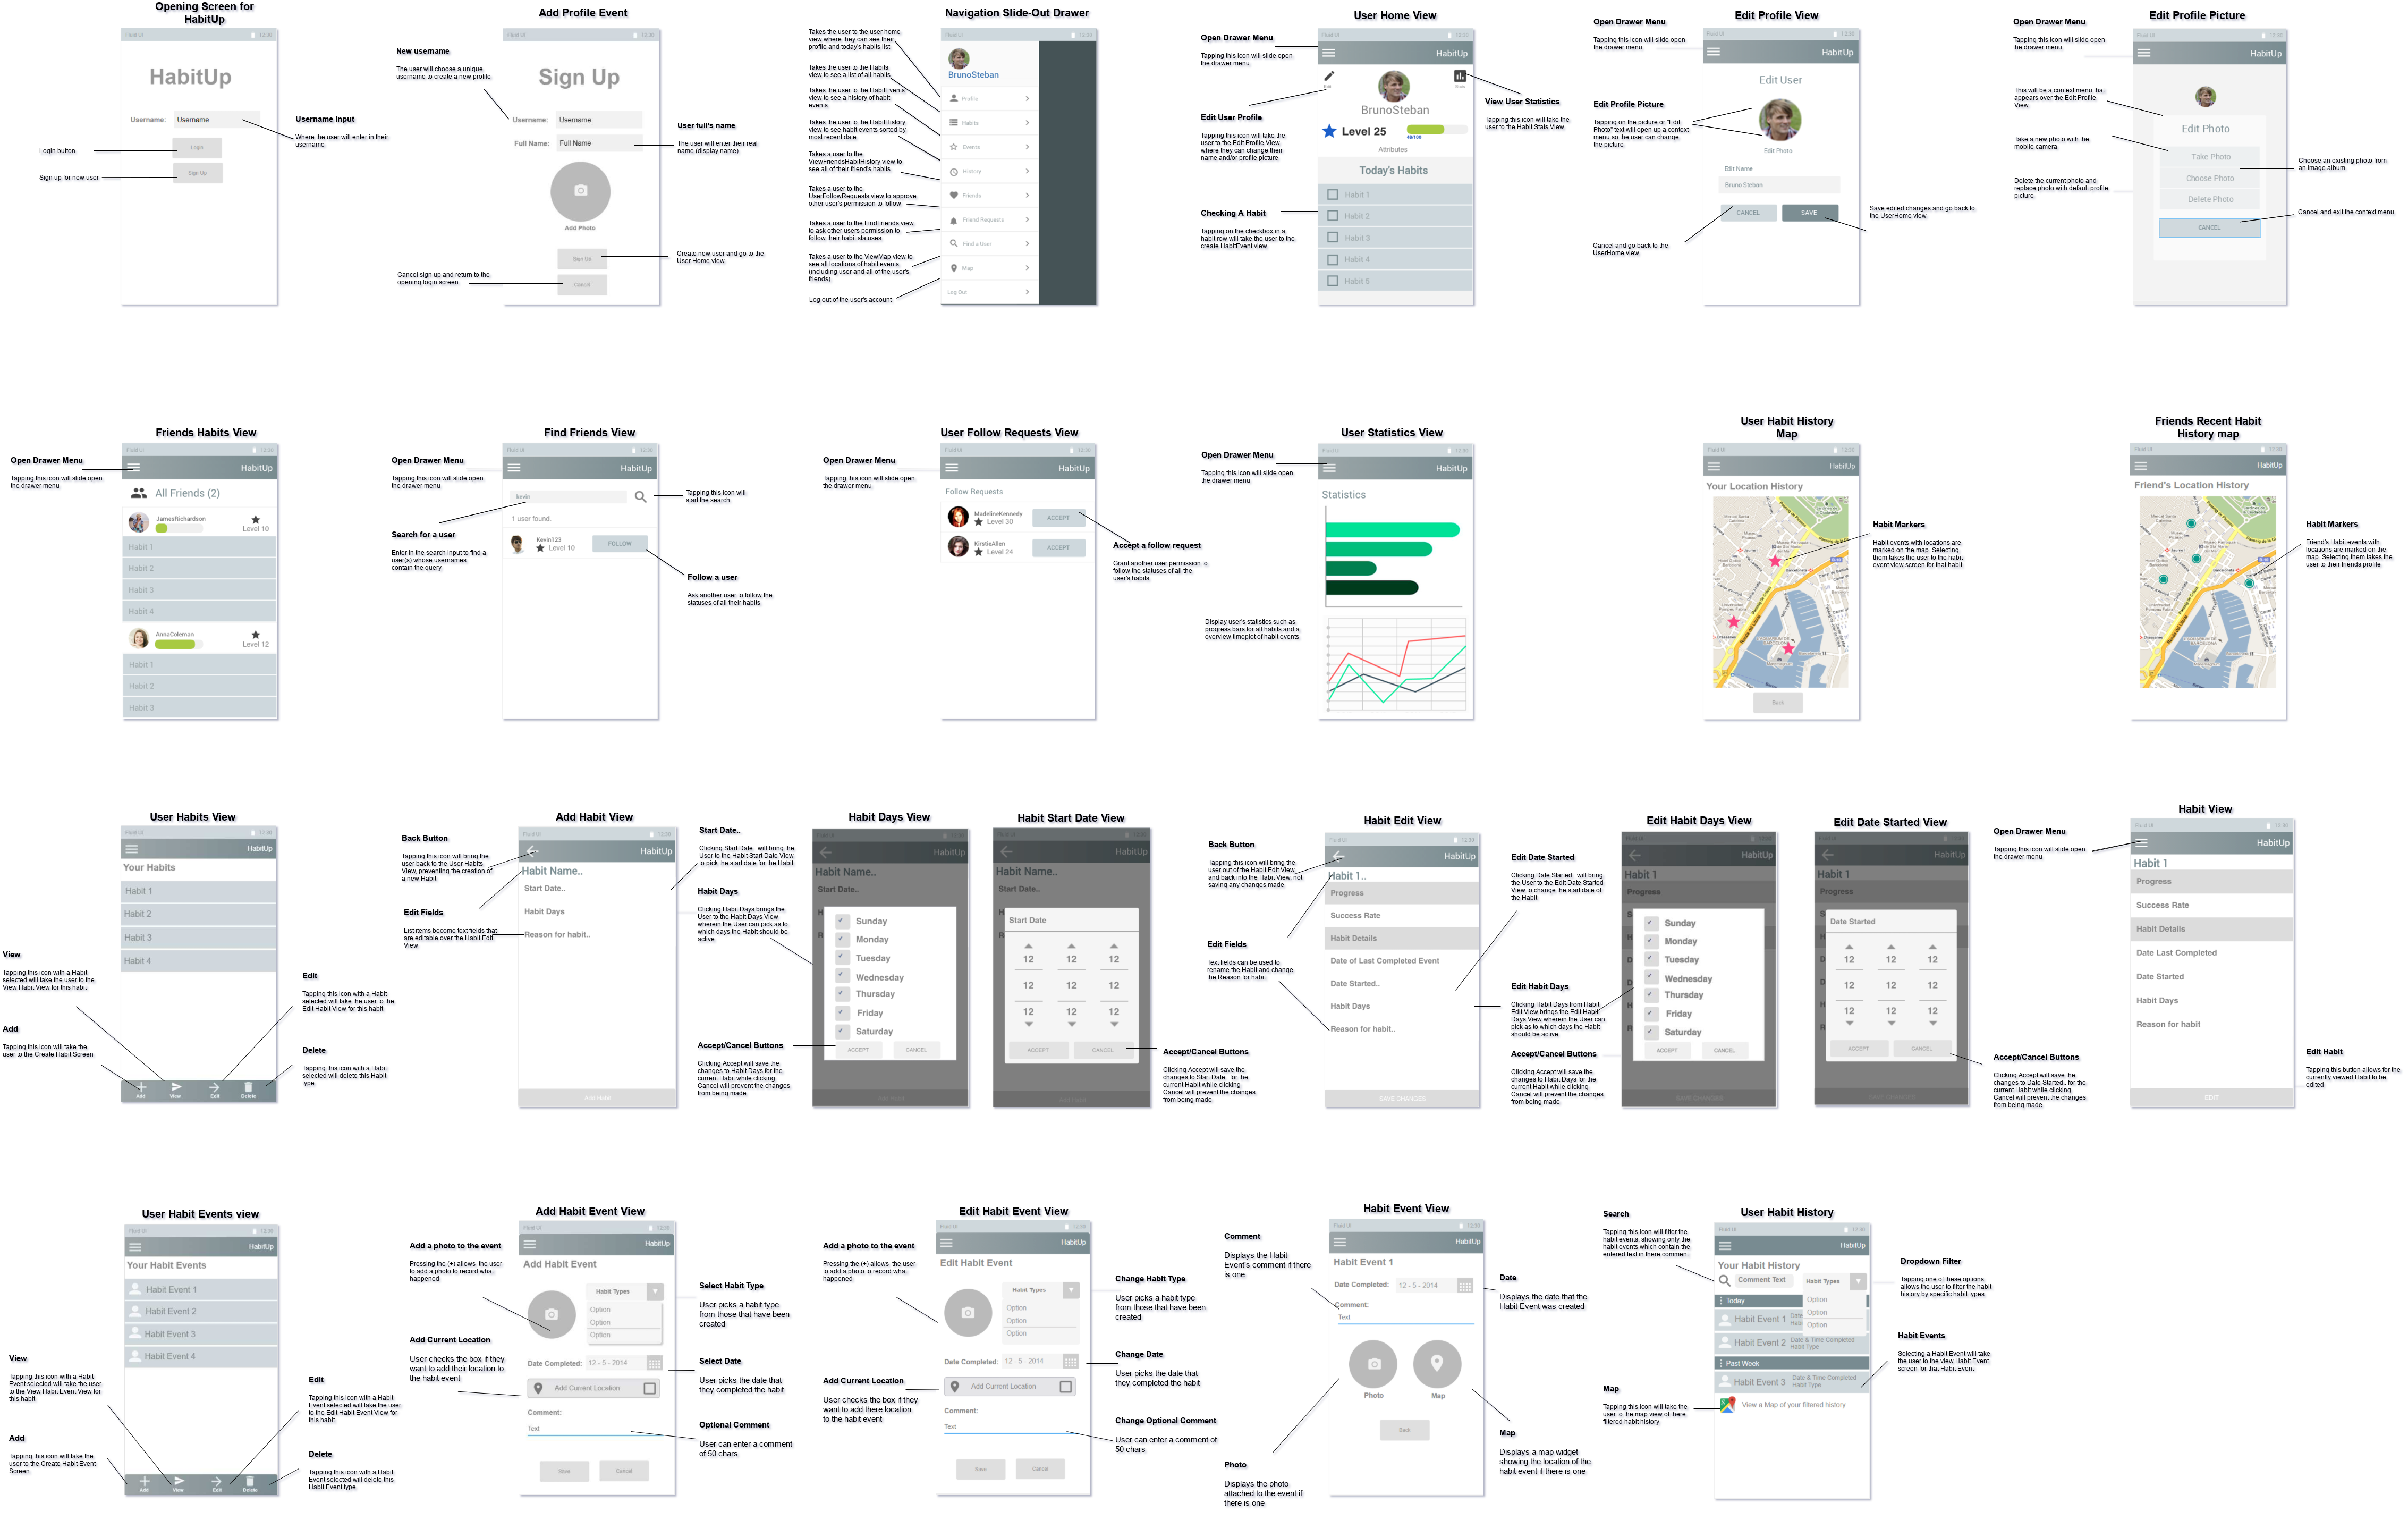 Opening Screen for
HabitUp
Fluid UI
12:30
HabitUp
Username:
Username
Login
Sign Up
Username input
Where the user will enter in their
username
Login button
Sign up for new user
Add Profile Event
Fluid UI
12:30
Sign Up
Username:
Username
Full Name:
Full Name
Add Photo
Sign Up
Cancel
New username
The user will choose a unique
username to create a new profile
User full's name
The user will enter their real
name (display name)
Create new user and go to the
User Home view
Cancel sign up and return to the
opening login screen
Navigation Slide-Out Drawer
Takes the user to the user home
view where they can see their
profile and today's habits list
Takes the user to the Habits
view to see a list of all habits
Takes the user to the HabitEvents
view to see a history of habit
events
Takes the user to the HabitHistory
view to see habit events sorted by
most recent date
Takes a user to the
ViewFriendsHabitHistory view to
see all of their friend's habits
Takes a user to the
UserFollowRequests view to approve
other user's permission to follow
Takes a user to the FindFriends view
to ask other users permission to
follow their habit statuses
Takes a user to the ViewMap view to
see all locations of habit events
(including user and all of the user's
friends)
Log out of the user's account
Fluid UI
12:30
BrunoSteban
Profile
Habits
Events
History
Friends
Friend Requests
Find a User
Map
Log Out
User Home View
Open Drawer Menu
Tapping this icon will slide open
the drawer menu
Edit User Profile
Tapping this icon will take the
user to the Edit Profile View
where they can change their
name and/or profile picture
Checking A Habit
Tapping on the checkbox in a
habit row will take the user to the
create HabitEvent view
Fluid UI
12:30
HabitUp
Edit
Stats
BrunoSteban
Level 25
Attributes
Today's Habits
Habit 1
Habit 2
Habit 3
Habit 4
Habit 5
View User Statistics
Tapping this icon will take the
user to the Habit Stats View
Edit Profile View
Open Drawer Menu
Tapping this icon will slide open
the drawer menu
Edit Profile Picture
Tapping on the picture or "Edit
Photo" text will open up a context
menu so the user can change
the picture
Cancel and go back to the
UserHome view
Fluid UI
12:30
HabitUp
Edit User
Edit Photo
Edit Name
Bruno Steban
CANCEL
SAVE
Save edited changes and go back to
the UserHome view
Edit Profile Picture
Open Drawer Menu
Tapping this icon will slide open
the drawer menu
This will be a context menu that
appears over the Edit Profile
View
Take a new photo with the
mobile camera
Delete the current photo and
replace photo with default profile
picture
Fluid UI
12:30
HabitUp
Edit Photo
Take Photo
Choose Photo
Delete Photo
CANCEL
Choose an existing photo from
an image album
Cancel and exit the context menu
Friends Habits View
Open Drawer Menu
Tapping this icon will slide open
the drawer menu
Fluid UI
12:30
HabitUp
All Friends (2)
JamesRichardson
Level 10
Habit 1
Habit 2
Habit 3
Habit 4
AnnaColeman
Level 12
Habit 1
Habit 2
Habit 3
Find Friends View
Open Drawer Menu
Tapping this icon will slide open
the drawer menu
Search for a user
Enter in the search input to find a
user(s) whose usernames
contain the query
Fluid UI
12:30
HabitUp
kevin
1 user found.
Kevin123
Level 10
FOLLOW
Tapping this icon will
start the search
Follow a user
Ask another user to follow the
statuses of all their habits
User Follow Requests View
Open Drawer Menu
Tapping this icon will slide open
the drawer menu
Fluid UI
12:30
HabitUp
Follow Requests
MadelineKennedy
Level 30
ACCEPT
KirstieAllen
Level 24
ACCEPT
Accept a follow request
Grant another user permission to
follow the statuses of all the
user's habits
User Statistics View
Open Drawer Menu
Tapping this icon will slide open
the drawer menu
Display user's statistics such as
progress bars for all habits and a
overview timeplot of habit events
Fluid UI
12:30
HabitUp
Statistics
User Habit History
Map
Fluid UI
12:30
HabitUp
Your Location History
Back
Habit Markers
Habit events with locations are
marked on the map. Selecting
them takes the user to the habit
event view screen for that habit
Friends Recent Habit
History map
Fluid UI
12:30
HabitUp
Friend's Location History
Habit Markers
Friend's Habit events with
locations are marked on the
map. Selecting them takes the
user to their friends profile
User Habits View
Fluid UI
12:30
HabitUp
Your Habits
Habit 1
Habit 2
Habit 3
Habit 4
Add
View
Edit
Delete
View
Tapping this icon with a Habit
selected will take the user to the
View Habit View for this habit
Add
Tapping this icon will take the
user to the Create Habit Screen
Edit
Tapping this icon with a Habit
selected will take the user to the
Edit Habit View for this habit
Delete
Tapping this icon with a Habit
selected will delete this Habit
type
Add Habit View
Back Button
Tapping this icon will bring the
user back to the User Habits
View, preventing the creation of
a new Habit
Edit Fields
List items become text fields that
are editable over the Habit Edit
View
Fluid UI
12:30
HabitUp
Habit Name..
Start Date..
Habit Days
Reason for habit..
Add Habit
Start Date..
Clicking Start Date.. will bring the
User to the Habit Start Date View
to pick the start date for the Habit
Habit Days
Clicking Habit Days brings the
User to the Habit Days View
wherein the User can pick as to
which days the Habit should be
active
Accept/Cancel Buttons
Clicking Accept will save the
changes to Habit Days for the
current Habit while clicking
Cancel will prevent the changes
from being made
Habit Days View
HabitUp
Habit Name..
Start Date..
Sunday
Monday
Tuesday
Wednesday
Thursday
Friday
Saturday
ACCEPT
CANCEL
Habit Start Date View
HabitUp
Habit Name..
Start Date..
Start Date
12 12 12
12 12 12
12 12 12
ACCEPT
CANCEL
Accept/Cancel Buttons
Clicking Accept will save the
changes to Start Date.. for the
current Habit while clicking
Cancel will prevent the changes
from being made
Habit Edit View
Back Button
Tapping this icon will bring the
user out of the Habit Edit View
and back into the Habit View, not
saving any changes made
Edit Fields
Text fields can be used to
rename the Habit and change
the Reason for habit
Fluid UI
12:30
HabitUp
Habit 1..
Progress
Success Rate
Habit Details
Date of Last Completed Event
Date Started..
Habit Days
Reason for habit..
SAVE CHANGES
Edit Date Started
Clicking Date Started.. will bring
the User to the Edit Date Started
View to change the start date of
the Habit
Edit Habit Days
Clicking Habit Days from Habit
Edit View brings the Edit Habit
Days View wherein the User can
pick as to which days the Habit
should be active
Accept/Cancel Buttons
Clicking Accept will save the
changes to Habit Days for the
current Habit while clicking
Cancel will prevent the changes
from being made
Edit Habit Days View
HabitUp
Habit 1
Progress
Sunday
Monday
Tuesday
Wednesday
Thursday
Friday
Saturday
ACCEPT
CANCEL
SAVE CHANGES
Edit Date Started View
HabitUp
Habit 1
Progress
Date Started
12 12 12
12 12 12
12 12 12
ACCEPT
CANCEL
SAVE CHANGES
Open Drawer Menu
Tapping this icon will slide open
the drawer menu
Accept/Cancel Buttons
Clicking Accept will save the
changes to Date Started.. for the
current Habit while clicking
Cancel will prevent the changes
from being made
Habit View
Fluid UI
12:30
HabitUp
Habit 1
Progress
Success Rate
Habit Details
Date Last Completed
Date Started
Habit Days
Reason for habit
EDIT
Edit Habit
Tapping this button allows for the
currently viewed Habit to be
edited
User Habit Events view
Fluid UI
12:30
HabitUp
Your Habit Events
Habit Event 1
Habit Event 2
Habit Event 3
Habit Event 4
Add
View
Edit
Delete
View
Tapping this icon with a Habit
Event selected will take the user
to the View Habit Event View for
this habit
Add
Tapping this icon will take the
user to the Create Habit Event
Screen
Edit
Tapping this icon with a Habit
Event selected will take the user
to the Edit Habit Event View for
this habit
Delete
Tapping this icon with a Habit
Event selected will delete this
Habit Event type
Add Habit Event View
Add a photo to the event
Pressing the (+) allows the user
to add a photo to record what
happened
Add Current Location
User checks the box if they
want to add their location to
the habit event
Fluid UI
12:30
HabitUp
Add Habit Event
Habit Types
Option
Option
Option
Date Completed:
12 - 5 - 2014
Add Current Location
Comment:
Text
Save
Cancel
Select Habit Type
User picks a habit type
from those that have been
created
Select Date
User picks the date that
they completed the habit
Optional Comment
User can enter a comment
of 50 chars
Edit Habit Event View
Add a photo to the event
Pressing the (+) allows the user
to add a photo to record what
happened
Add Current Location
User checks the box if they
want to add there location
to the habit event
Fluid UI
12:30
HabitUp
Edit Habit Event
Habit Types
Option
Option
Option
Date Completed:
12 - 5 - 2014
Add Current Location
Comment:
Text
Save
Cancel
Change Habit Type
User picks a habit type
from those that have been
created
Change Date
User picks the date that
they completed the habit
Change Optional Comment
User can enter a comment of
50 chars
Habit Event View
Comment
Displays the Habit
Event's comment if there
is one
Photo
Displays the photo
attached to the event if
there is one
Fluid UI
12:30
HabitUp
Habit Event 1
Date Completed:
12 - 5 - 2014
Comment:
Text
Photo
Map
Back
Date
Displays the date that the
Habit Event was created
Map
Displays a map widget
showing the location of the
habit event if there is one
User Habit History
Search
Tapping this icon will filter the
habit events, showing only the
habit events which contain the
entered text in there comment
Map
Tapping this icon will take the
user to the map view of there
filtered habit history
Fluid UI
12:30
HabitUp
Your Habit History
Comment Text
Habit Types
Option
Option
Option
Today
Habit Event 1
Habit Event 2
Date & Time Completed
Habit Type
Past Week
Habit Event 3
Date & Time Completed
Habit Type
View a Map of your filtered history
Dropdown Filter
Tapping one of these options
allows the user to filter the habit
history by specific habit types
Habit Events
Selecting a Habit Event will take
the user to the view Habit Event
screen for that Habit Event